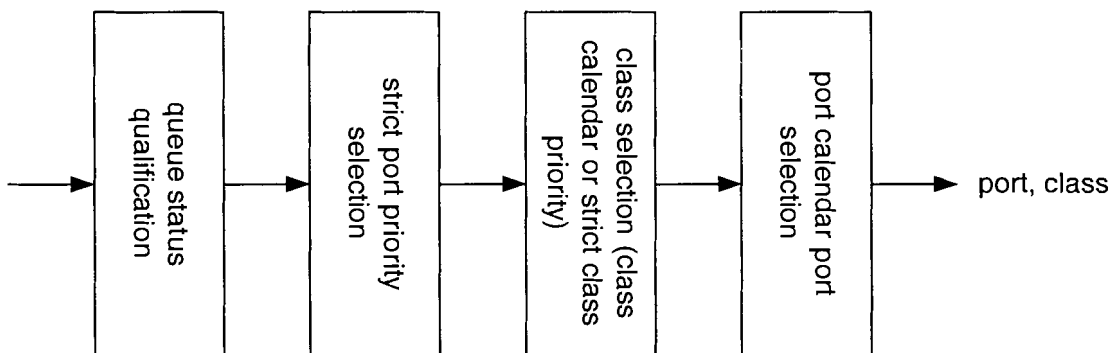 queue status
qualification
strict port priority
selection
class selection (class
calendar or strict class
priority)
port calendar port
selection
port, class